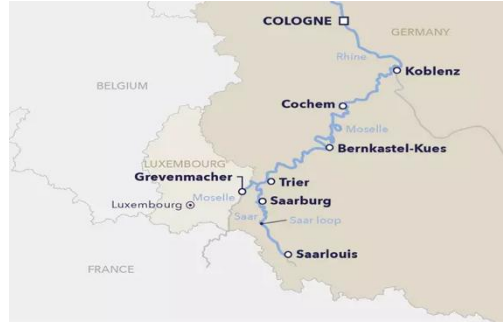 COLOGNE
GERMANY
Rhine
Koblenz
BELGIUM
Cochem
Moselle
Bernkastel-Kues
LUXEMBOURG
Grevenmacher
Trier
Moselle
Saarburg
Luxembourg
Saar
Saar loop
Saarlouis
FRANCE